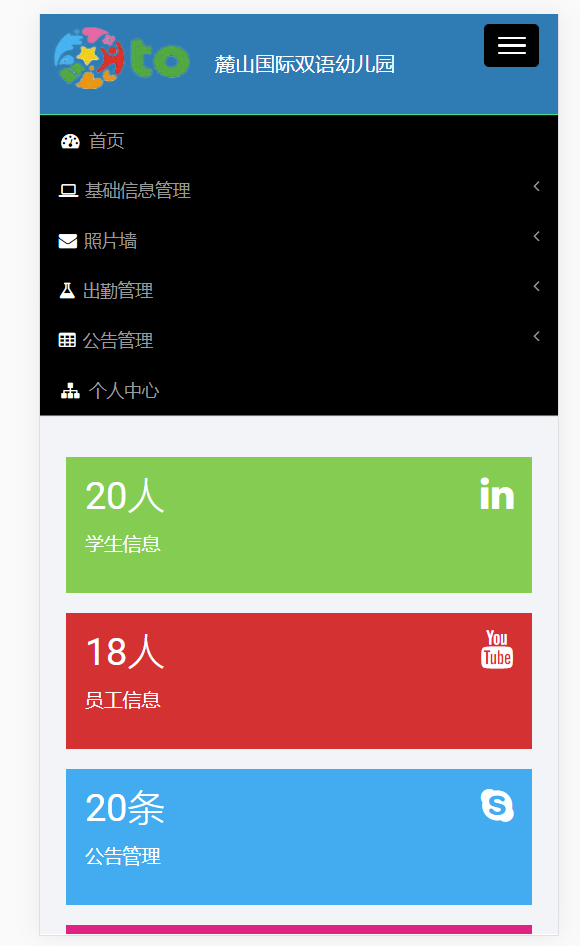 to
麓山国际双语幼儿园
首页
基础信息管理
照片墙
出勤管理
公告管理
个人中心
20人
in
学生信息
18人
You
Tube
员工信息
20条
S
公告管理